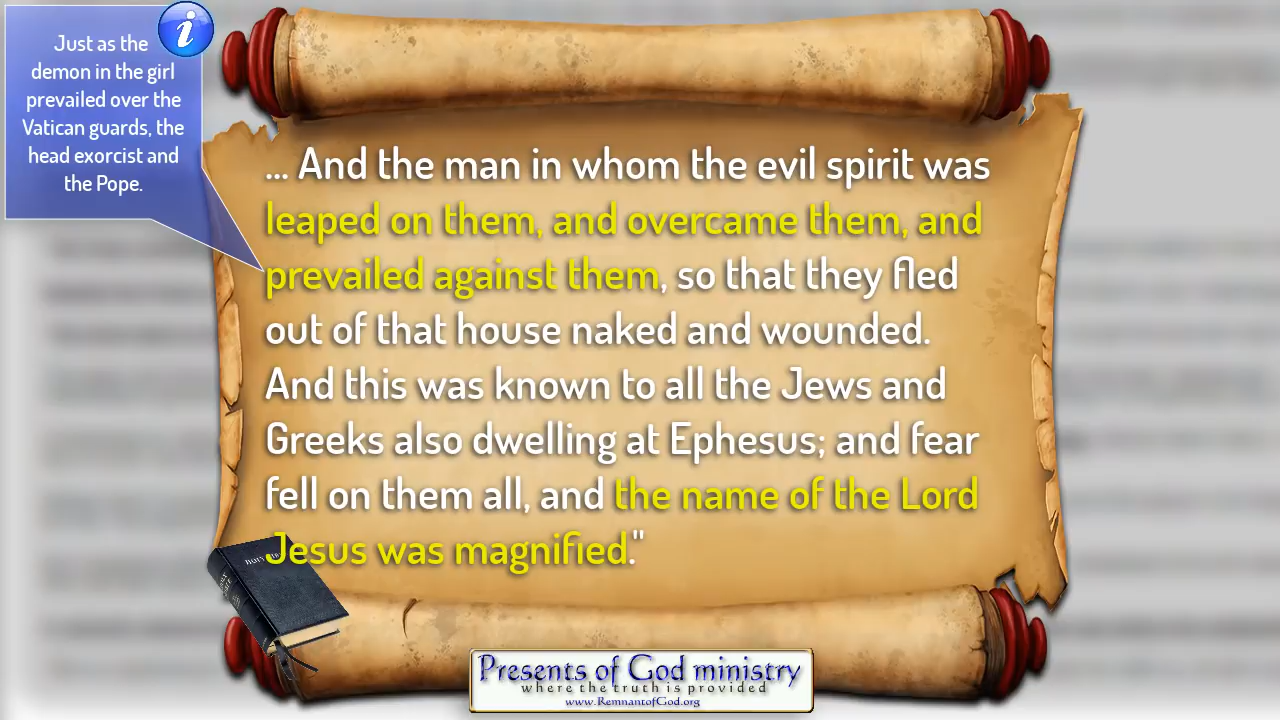 Just as the
demon in the girl
prevailed over the
Vatican guards, the
head exorcist and
the Pope.
... And the man in whom the evil spirit was
leaped on them, and overcame them, and
prevailed against them, so that they fled
out of that house naked and wounded.
And this was known to all the Jews and
Greeks also dwelling at Ephesus; and fear
fell on them all, and the name of the Lord
Jesus was magnified."
Presents of God ministry
where the truth is provided
www.RemnantofGod.org